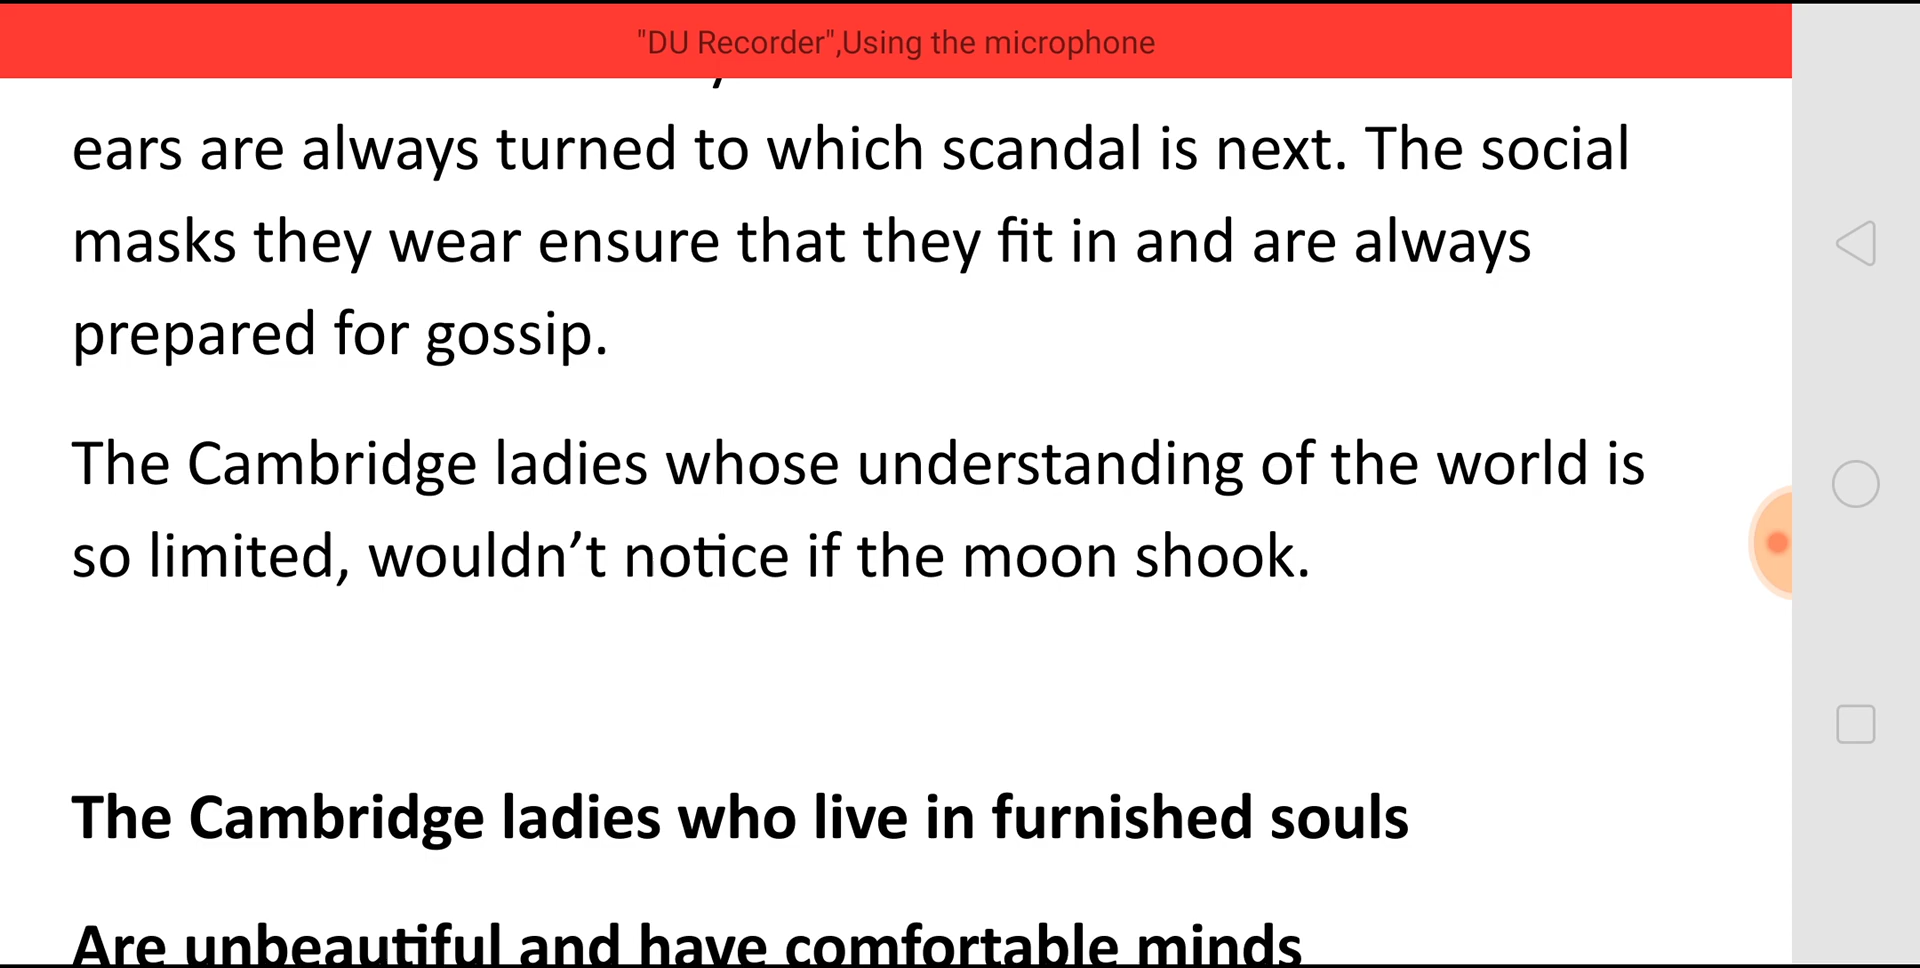 "DU Recorder",Using the microphone
ears are always turned to which scandal is next. The social
masks they wear ensure that they fit in and are always
prepared for gossip.
The Cambridge ladies whose understanding of the world is
so limited, wouldn’t notice if the moon shook.
The Cambridge ladies who live in furnished souls
Are unbeautiful and have comfortable minds